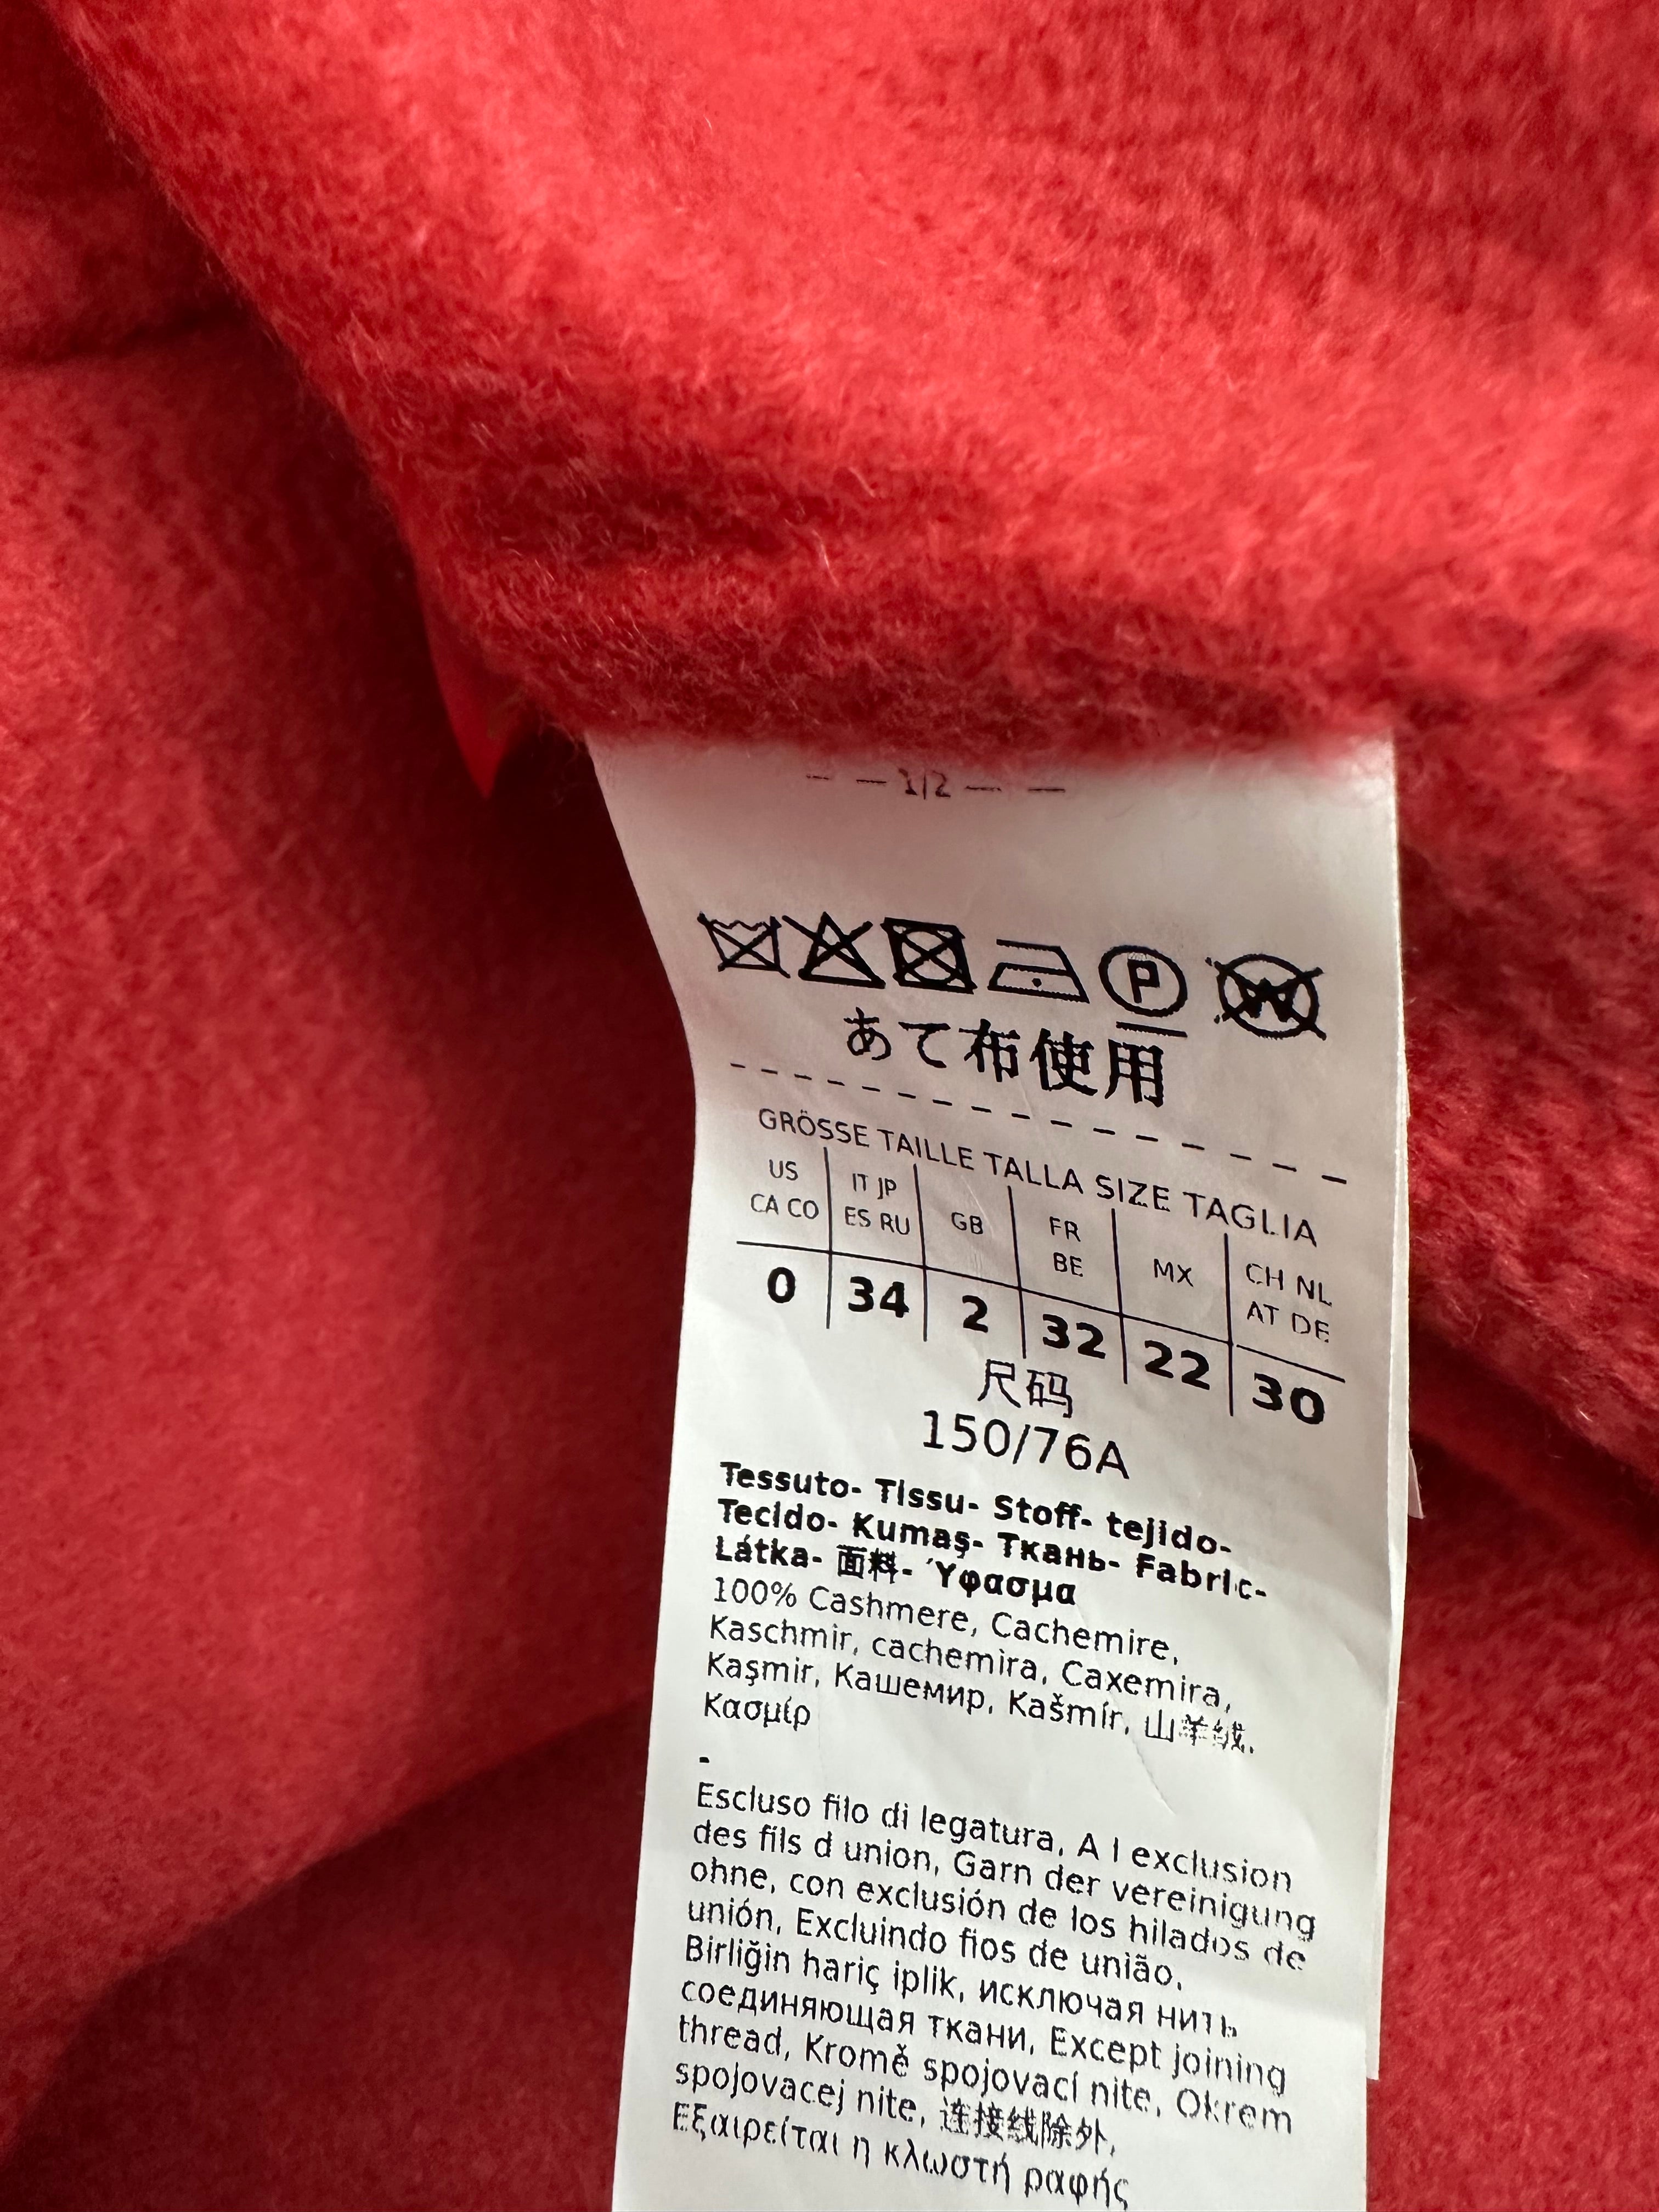 - - 1/2 - -
P W
あて布使用
GRÖSSE TAILLE TALLA SIZE TAGLIA
US CA CO | IT JP ES RU | GB | FR BE | MX | CH NL AT DE
0 | 34 | 2 | 32 | 22 | 30
尺码
150/76A
Tessuto- Tissu- Stoff- tejido-
Tecido- Kumaş- Ткань- Fabric-
Látka- 面料- Ύφασμα
100% Cashmere, Cachemire,
Kaschmir, cachemira, Caxemira,
Kaşmir, Кашемир, Kašmír, 山羊绒,
Κασμίρ
-
Escluso filo di legatura, A l exclusion
des fils d union, Garn der vereinigung
ohne, con exclusión de los hilados de
unión, Excluindo fios de união,
Birliğin hariç iplik, исключая нить
соединяющая ткани, Except joining
thread, Kromě spojovací nite, Okrem
spojovacej nite, 连接线除外,
Εξαιρείται η κλωστή ραφής